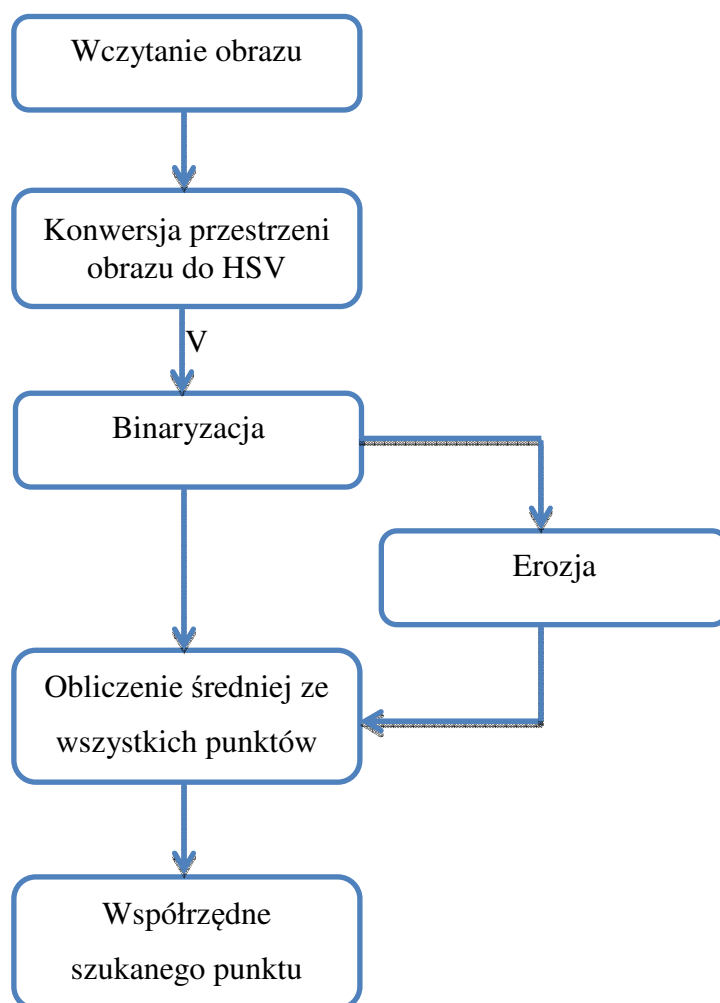 Wczytanie obrazu
Konwersja przestrzeni
obrazu do HSV
V
Binaryzacja
Erozja
Obliczenie średniej ze
wszystkich punktów
Współrzędne
szukanego punktu